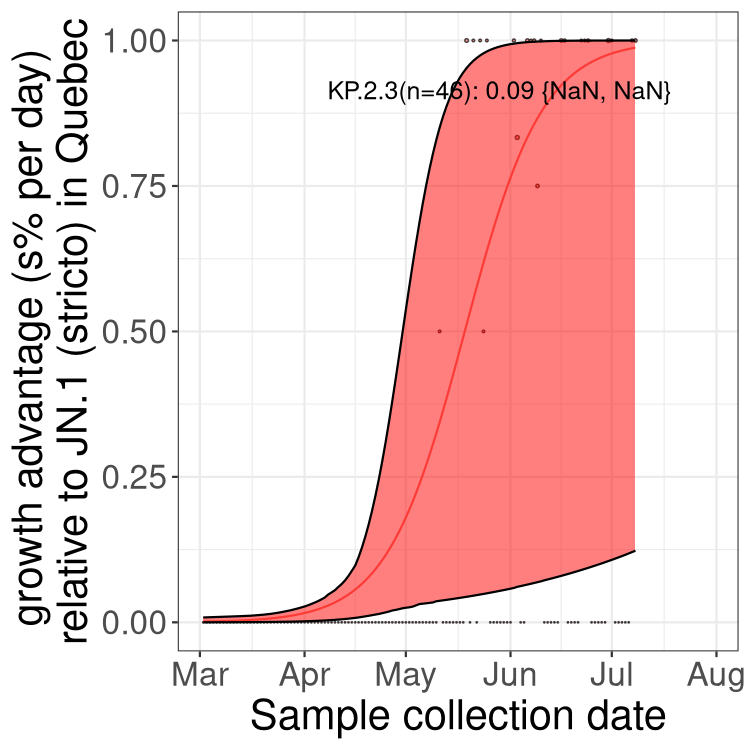 growth advantage (s% per day)
relative to JN.1 (stricto) in Quebec
1.00
0.75
0.50
0.25
0.00
KP.2.3(n=46): 0.09 {NaN, NaN}
Mar Apr May Jun Jul Aug
Sample collection date